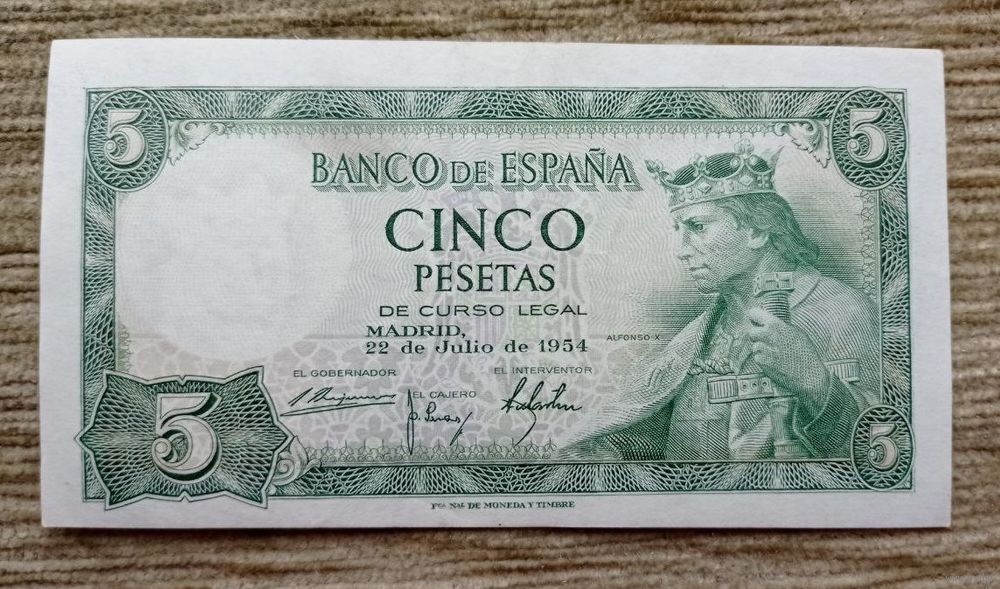 5 5
BANCO DE ESPAÑA
CINCO
PESETAS
DE CURSO LEGAL
MADRID,
22 de Julio de 1954
ALFONSO X
EL GOBERNADOR EL INTERVENTOR
EL CAJERO
5 5
Fca. Nal. DE MONEDA Y TIMBRE